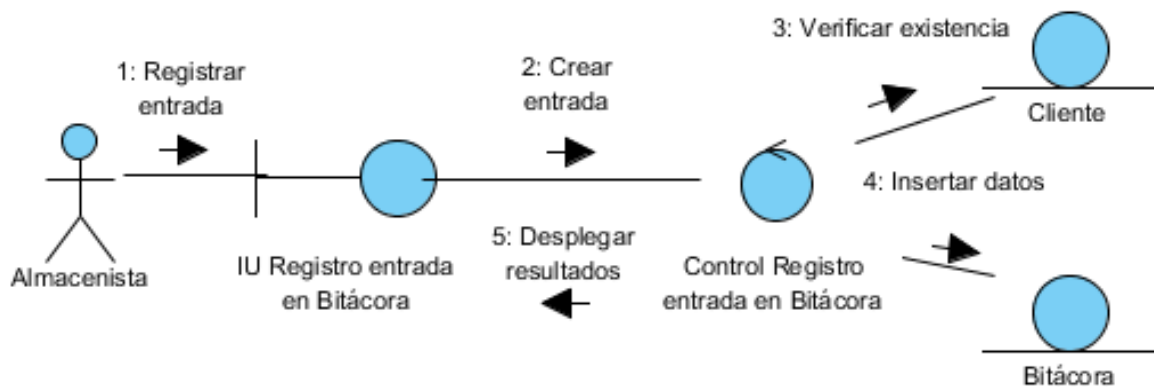 3: Verificar existencia
1: Registrar
entrada
2: Crear
entrada
Cliente
4: Insertar datos
5: Desplegar
resultados
Almacenista
IU Registro entrada
en Bitácora
Control Registro
entrada en Bitácora
Bitácora